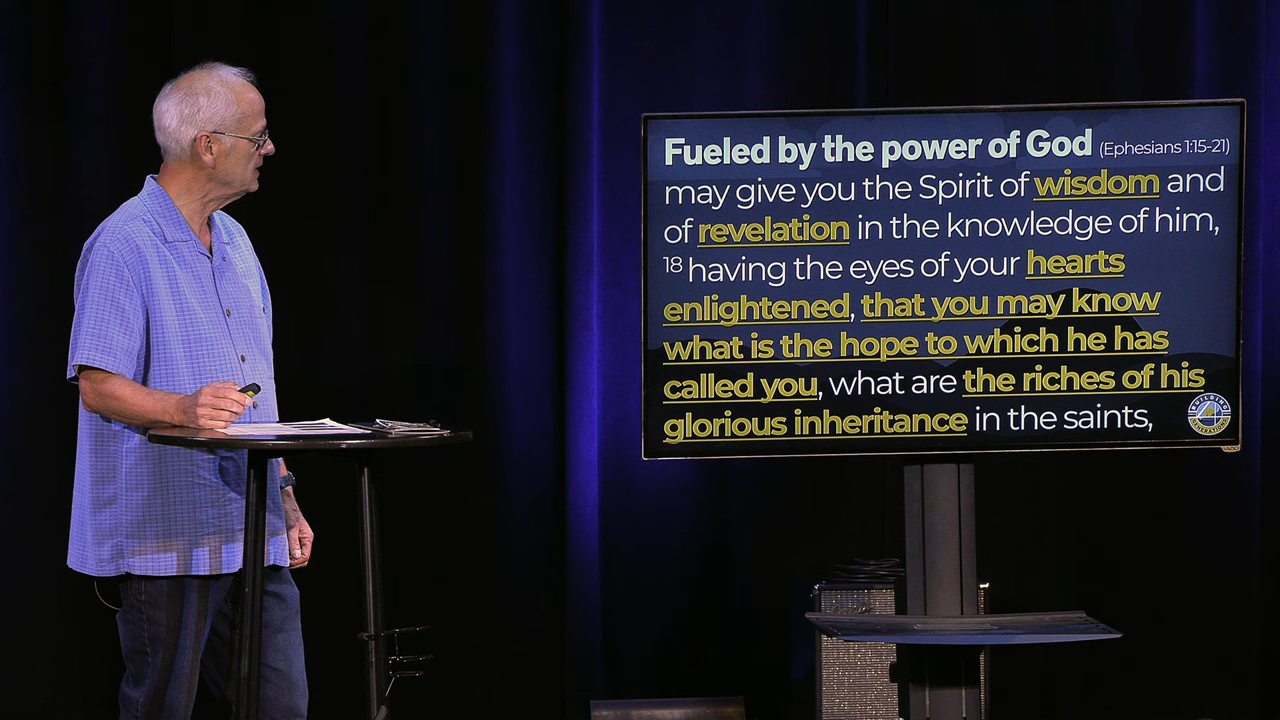 Fueled by the power of God (Ephesians 1:15-21)
may give you the Spirit of wisdom and
of revelation in the knowledge of him,
18 having the eyes of your hearts
enlightened, that you may know
what is the hope to which he has
called you, what are the riches of his
glorious inheritance in the saints,
BUILDING
GENERATIONS